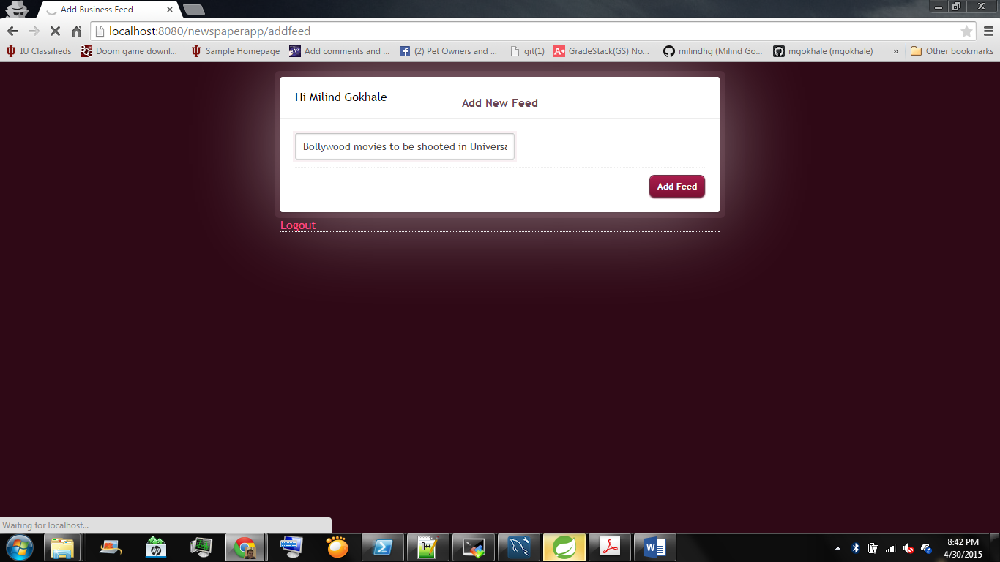 Add Business Feed
localhost:8080/newspaperapp/addfeed
IU Classifieds Doom game downl... Sample Homepage Add comments and ... (2) Pet Owners and ... git(1) A+ GradeStack(GS) No... milindhg (Milind Go... mgokhale (mgokhale) » Other bookmarks
Hi Milind Gokhale
Add New Feed
Bollywood movies to be shooted in Universa
Add Feed
Logout
Waiting for localhost...
8:42 PM
4/30/2015